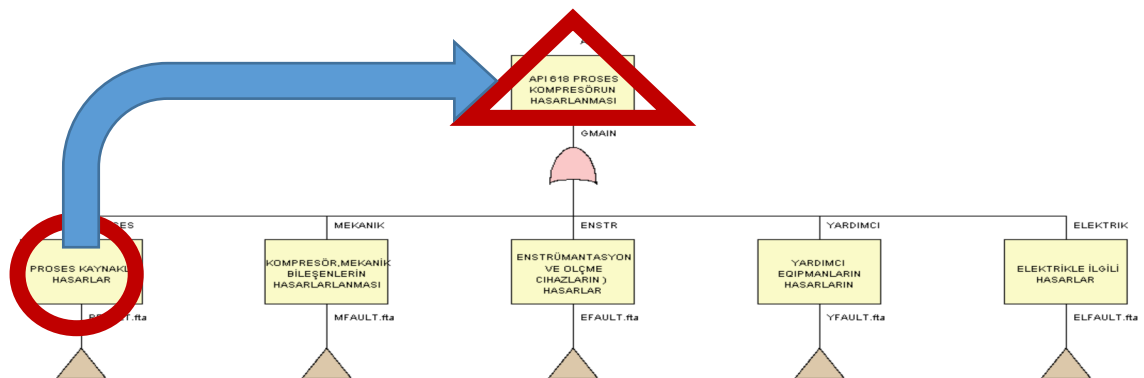 API 618 PROSES
KOMPRESÖRUN
HASARLANMASI
GMAIN
MEKANIK
ENSTR
YARDIMCI
ELEKTRIK
PROSES KAYNAKL
HASARLAR
KOMPRESÖR,MEKANİK
BİLEŞENLERİN
HASARLARLANMASI
ENSTRÜMANTASYON
VE OLÇME
CIHAZLARIN )
HASARLAR
YARDIMCI
EQIPMANLARIN
HASARLARIN
ELEKTRİKLE İLGİLİ
HASARLAR
MFAULT.fta
EFAULT.fta
YFAULT.fta
ELFAULT.fta